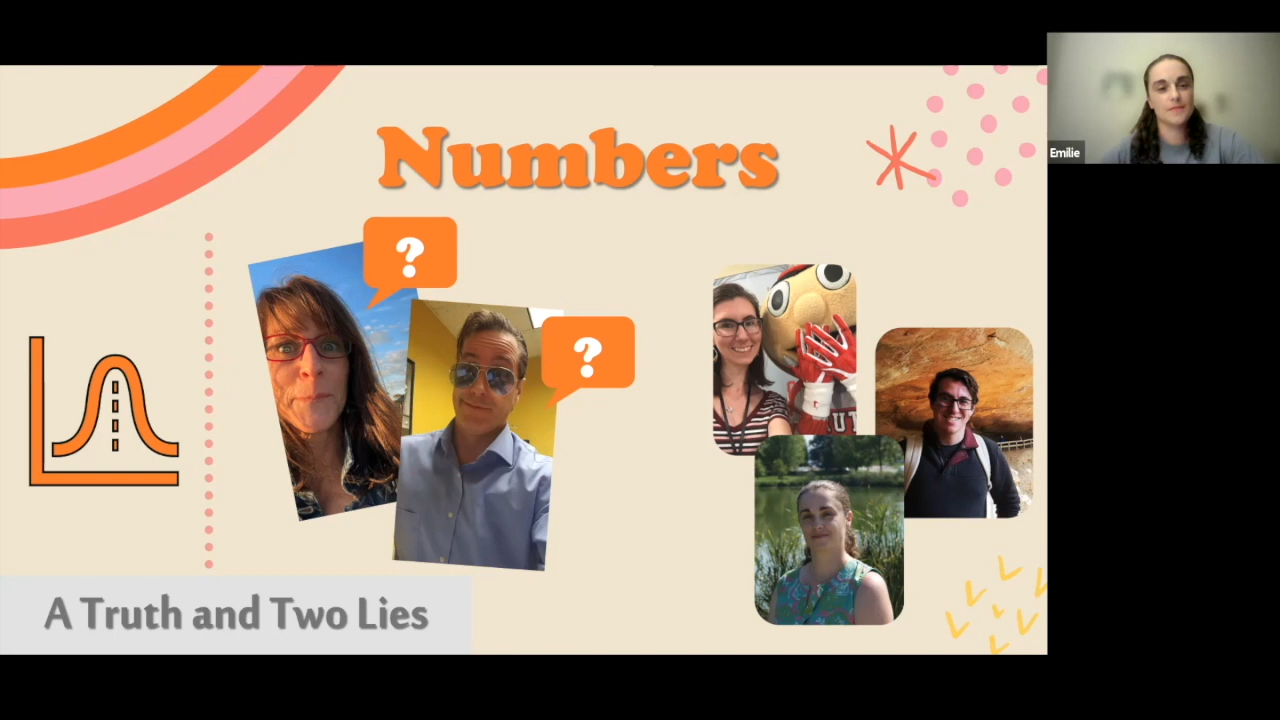 Numbers
?
?
A Truth and Two Lies
Emilie